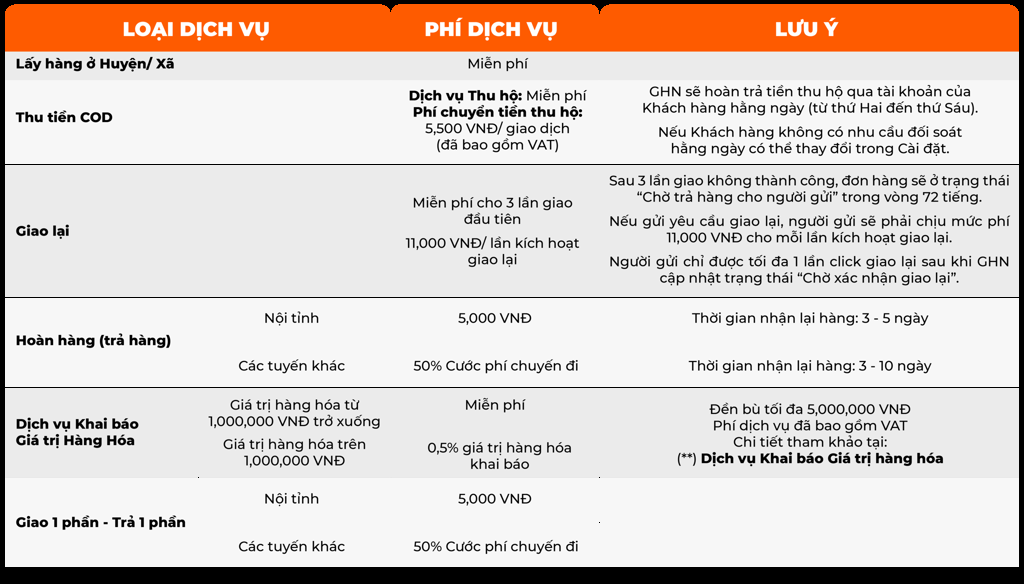 LOẠI DỊCH VỤ
PHÍ DỊCH VỤ
LƯU Ý
Lấy hàng ở Huyện/ Xã
Miễn phí
Thu tiền COD
Dịch vụ Thu hộ: Miễn phí
Phí chuyển tiền thu hộ:
5,500 VNĐ/ giao dịch
(đã bao gồm VAT)
GHN sẽ hoàn trả tiền thu hộ qua tài khoản của
Khách hàng hằng ngày (từ thứ Hai đến thứ Sáu).
Nếu Khách hàng không có nhu cầu đối soát
hằng ngày có thể thay đổi trong Cài đặt.
Giao lại
Miễn phí cho 3 lần giao
đầu tiên
11,000 VNĐ/ lần kích hoạt
giao lại
Sau 3 lần giao không thành công, đơn hàng sẽ ở trạng thái
“Chờ trả hàng cho người gửi” trong vòng 72 tiếng.
Nếu gửi yêu cầu giao lại, người gửi sẽ phải chịu mức phí
11,000 VNĐ cho mỗi lần kích hoạt giao lại.
Người gửi chỉ được tối đa 1 lần click giao lại sau khi GHN
cập nhật trạng thái “Chờ xác nhận giao lại”.
Hoàn hàng (trả hàng)
Nội tỉnh
5,000 VNĐ
Thời gian nhận lại hàng: 3 - 5 ngày
Các tuyến khác
50% Cước phí chuyến đi
Thời gian nhận lại hàng: 3 - 10 ngày
Dịch vụ Khai báo
Giá trị Hàng Hóa
Giá trị hàng hóa từ
1,000,000 VNĐ trở xuống
Miễn phí
Giá trị hàng hóa trên
1,000,000 VNĐ
0,5% giá trị hàng hóa
khai báo
Đền bù tối đa 5,000,000 VNĐ
Phí dịch vụ đã bao gồm VAT
Chi tiết tham khảo tại:
(**) Dịch vụ Khai báo Giá trị hàng hóa
Giao 1 phần - Trả 1 phần
Nội tỉnh
5,000 VNĐ
Các tuyến khác
50% Cước phí chuyến đi